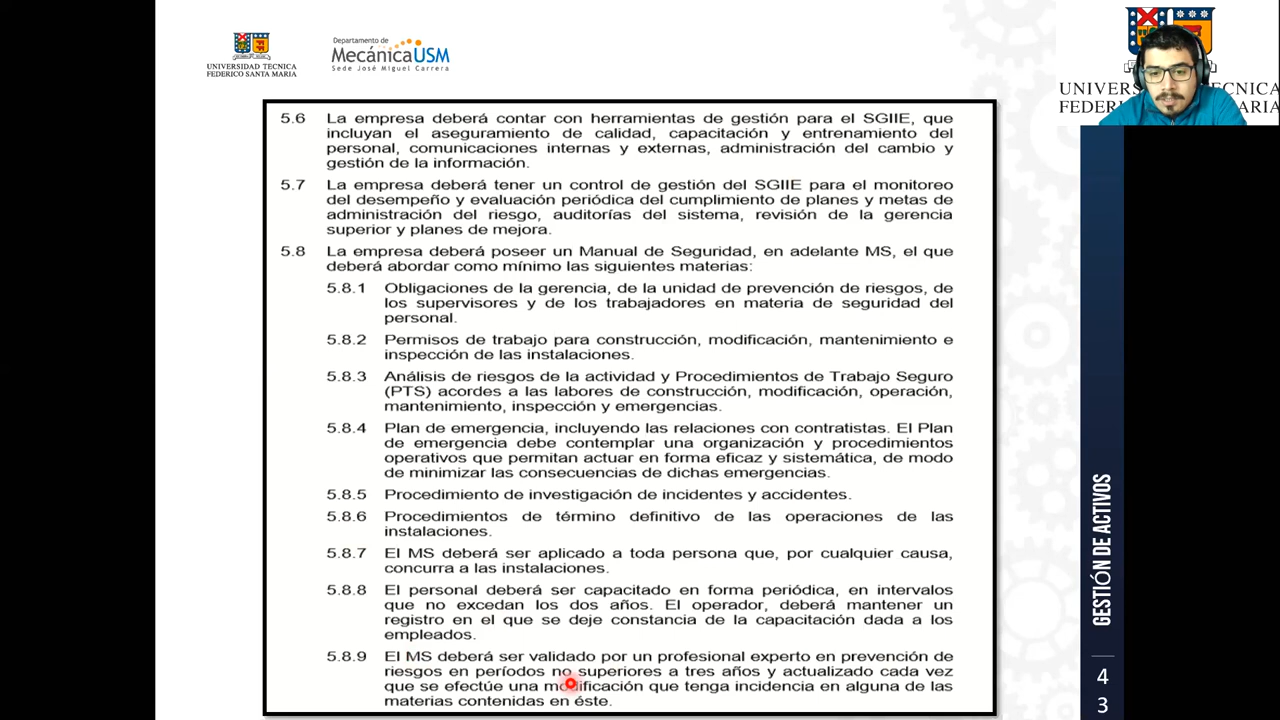 UNIVERSIDAD TECNICA
FEDERICO SANTA MARIA
Departamento de
MecánicaUSM
Sede José Miguel Carrera
5.6 La empresa deberá contar con herramientas de gestión para el SGIIE, que
incluyan el aseguramiento de calidad, capacitación y entrenamiento del
personal, comunicaciones internas y externas, administración del cambio y
gestión de la información.
5.7 La empresa deberá tener un control de gestión del SGIIE para el monitoreo
del desempeño y evaluación periódica del cumplimiento de planes y metas de
administración del riesgo, auditorías del sistema, revisión de la gerencia
superior y planes de mejora.
5.8 La empresa deberá poseer un Manual de Seguridad, en adelante MS, el que
deberá abordar como mínimo las siguientes materias:
5.8.1 Obligaciones de la gerencia, de la unidad de prevención de riesgos, de
los supervisores y de los trabajadores en materia de seguridad del
personal.
5.8.2 Permisos de trabajo para construcción, modificación, mantenimiento e
inspección de las instalaciones.
5.8.3 Análisis de riesgos de la actividad y Procedimientos de Trabajo Seguro
(PTS) acordes a las labores de construcción, modificación, operación,
mantenimiento, inspección y emergencias.
5.8.4 Plan de emergencia, incluyendo las relaciones con contratistas. El Plan
de emergencia debe contemplar una organización y procedimientos
operativos que permitan actuar en forma eficaz y sistemática, de modo
de minimizar las consecuencias de dichas emergencias.
5.8.5 Procedimiento de investigación de incidentes y accidentes.
5.8.6 Procedimientos de término definitivo de las operaciones de las
instalaciones.
5.8.7 El MS deberá ser aplicado a toda persona que, por cualquier causa,
concurra a las instalaciones.
5.8.8 El personal deberá ser capacitado en forma periódica, en intervalos
que no excedan los dos años. El operador, deberá mantener un
registro en el que se deje constancia de la capacitación dada a los
empleados.
5.8.9 El MS deberá ser validado por un profesional experto en prevención de
riesgos en períodos no superiores a tres años y actualizado cada vez
que se efectúe una modificación que tenga incidencia en alguna de las
materias contenidas en éste.
GESTIÓN DE ACTIVOS
4
3